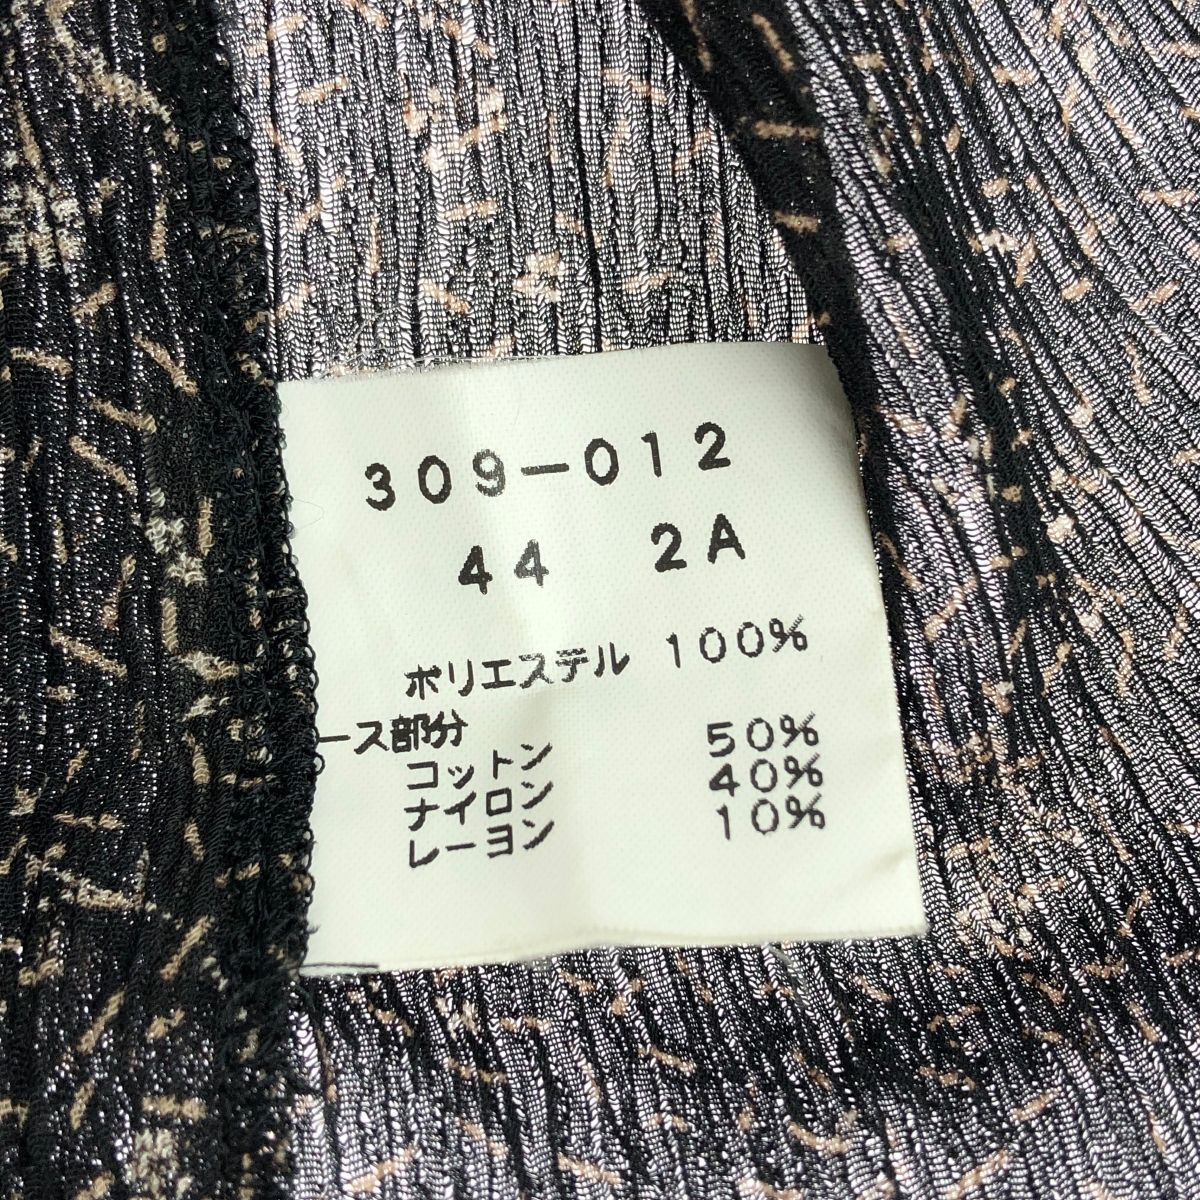 309-012
44 2A
ポリエステル 100%
ース部分
コットン 50%
ナイロン 40%
レーヨン 10%